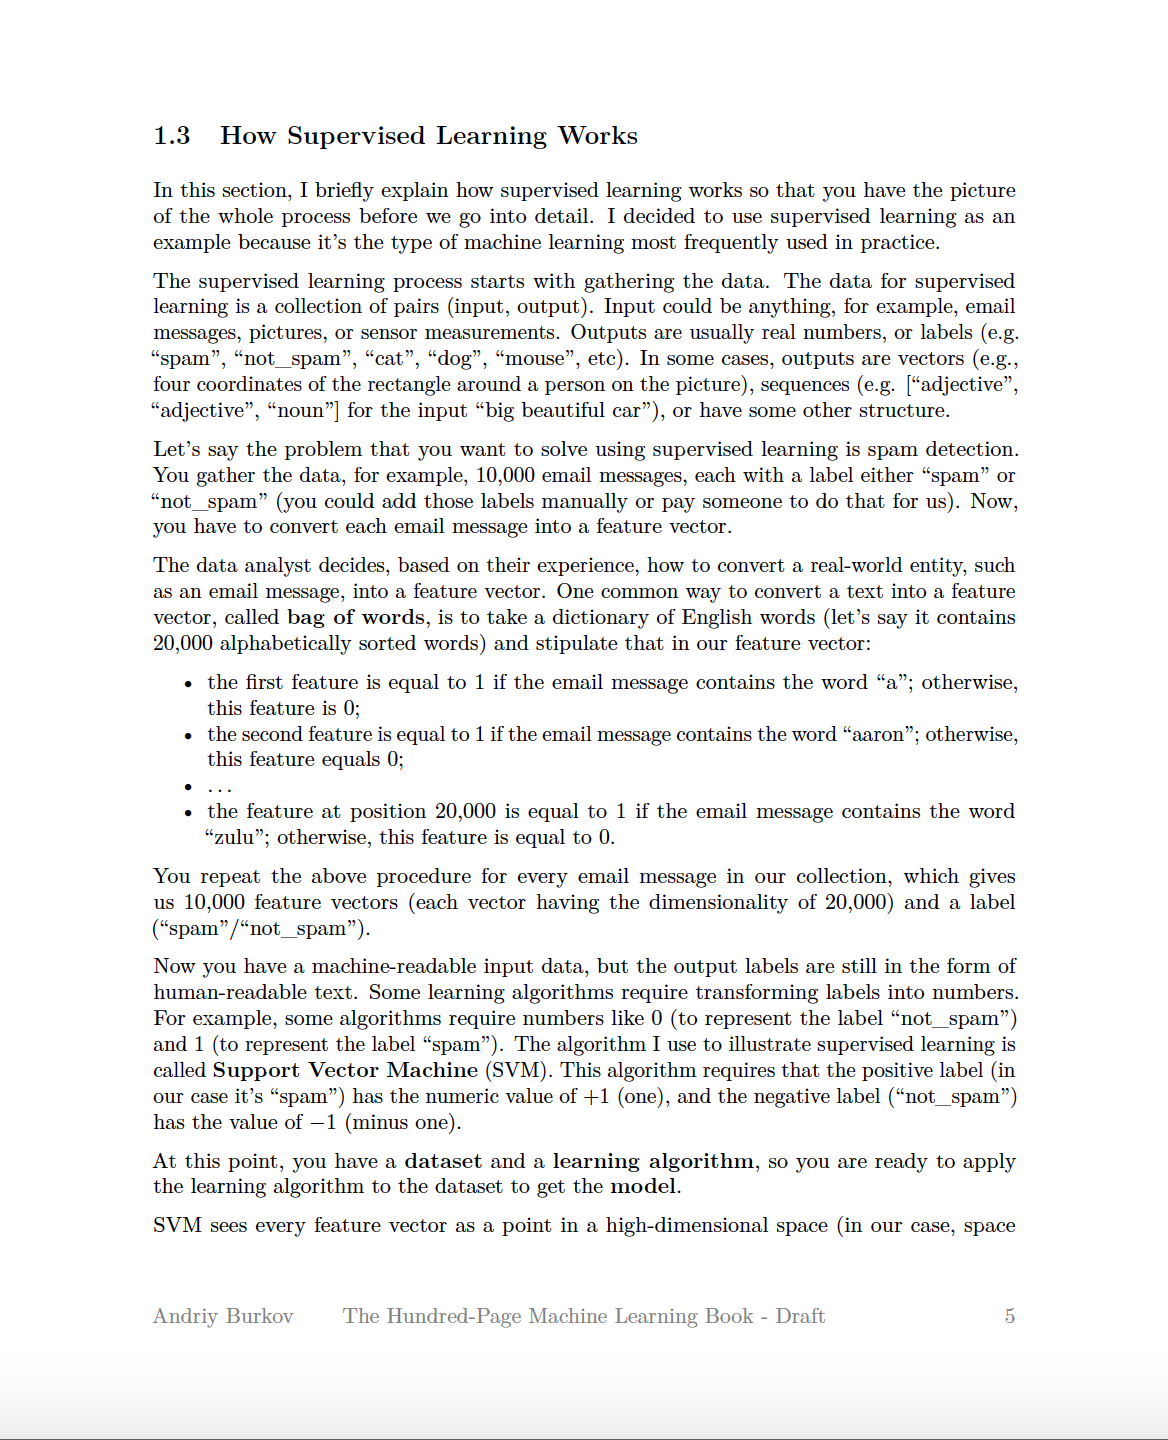 1.3 How Supervised Learning Works
In this section, I briefly explain how supervised learning works so that you have the picture
of the whole process before we go into detail. I decided to use supervised learning as an
example because it’s the type of machine learning most frequently used in practice.
The supervised learning process starts with gathering the data. The data for supervised
learning is a collection of pairs (input, output). Input could be anything, for example, email
messages, pictures, or sensor measurements. Outputs are usually real numbers, or labels (e.g.
“spam”, “not_spam”, “cat”, “dog”, “mouse”, etc). In some cases, outputs are vectors (e.g.,
four coordinates of the rectangle around a person on the picture), sequences (e.g. [“adjective”,
“adjective”, “noun”] for the input “big beautiful car”), or have some other structure.
Let’s say the problem that you want to solve using supervised learning is spam detection.
You gather the data, for example, 10,000 email messages, each with a label either “spam” or
“not_spam” (you could add those labels manually or pay someone to do that for us). Now,
you have to convert each email message into a feature vector.
The data analyst decides, based on their experience, how to convert a real-world entity, such
as an email message, into a feature vector. One common way to convert a text into a feature
vector, called bag of words, is to take a dictionary of English words (let’s say it contains
20,000 alphabetically sorted words) and stipulate that in our feature vector:
• the first feature is equal to 1 if the email message contains the word “a”; otherwise,
this feature is 0;
• the second feature is equal to 1 if the email message contains the word “aaron”; otherwise,
this feature equals 0;
• . . .
• the feature at position 20,000 is equal to 1 if the email message contains the word
“zulu”; otherwise, this feature is equal to 0.
You repeat the above procedure for every email message in our collection, which gives
us 10,000 feature vectors (each vector having the dimensionality of 20,000) and a label
(“spam”/“not_spam”).
Now you have a machine-readable input data, but the output labels are still in the form of
human-readable text. Some learning algorithms require transforming labels into numbers.
For example, some algorithms require numbers like 0 (to represent the label “not_spam”)
and 1 (to represent the label “spam”). The algorithm I use to illustrate supervised learning is
called Support Vector Machine (SVM). This algorithm requires that the positive label (in
our case it’s “spam”) has the numeric value of +1 (one), and the negative label (“not_spam”)
has the value of −1 (minus one).
At this point, you have a dataset and a learning algorithm, so you are ready to apply
the learning algorithm to the dataset to get the model.
SVM sees every feature vector as a point in a high-dimensional space (in our case, space
Andriy Burkov The Hundred-Page Machine Learning Book - Draft 5